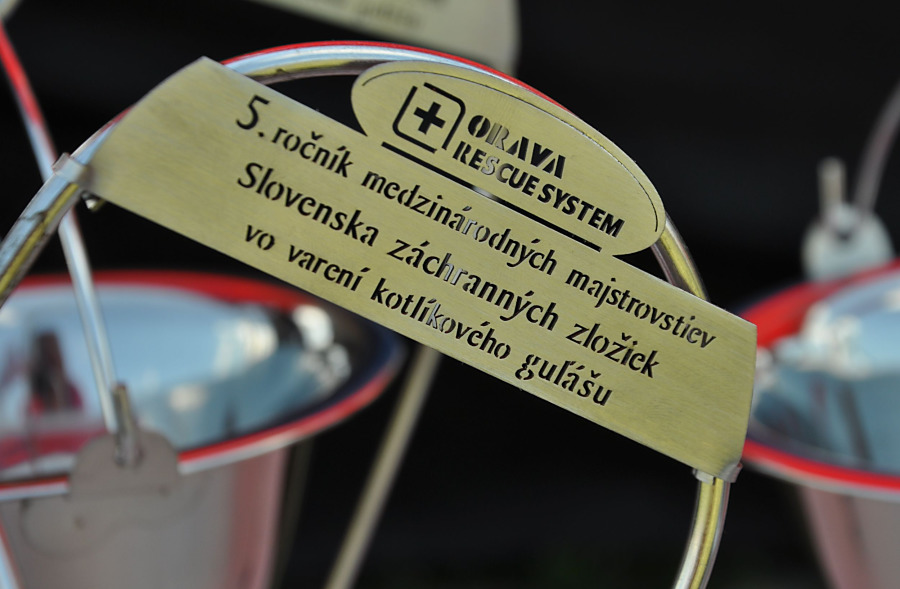 ORAVA
RESCUE SYSTEM
5. ročník medzinárodných majstrovstiev
Slovenska záchranných zložiek
vo varení kotlíkového guľášu